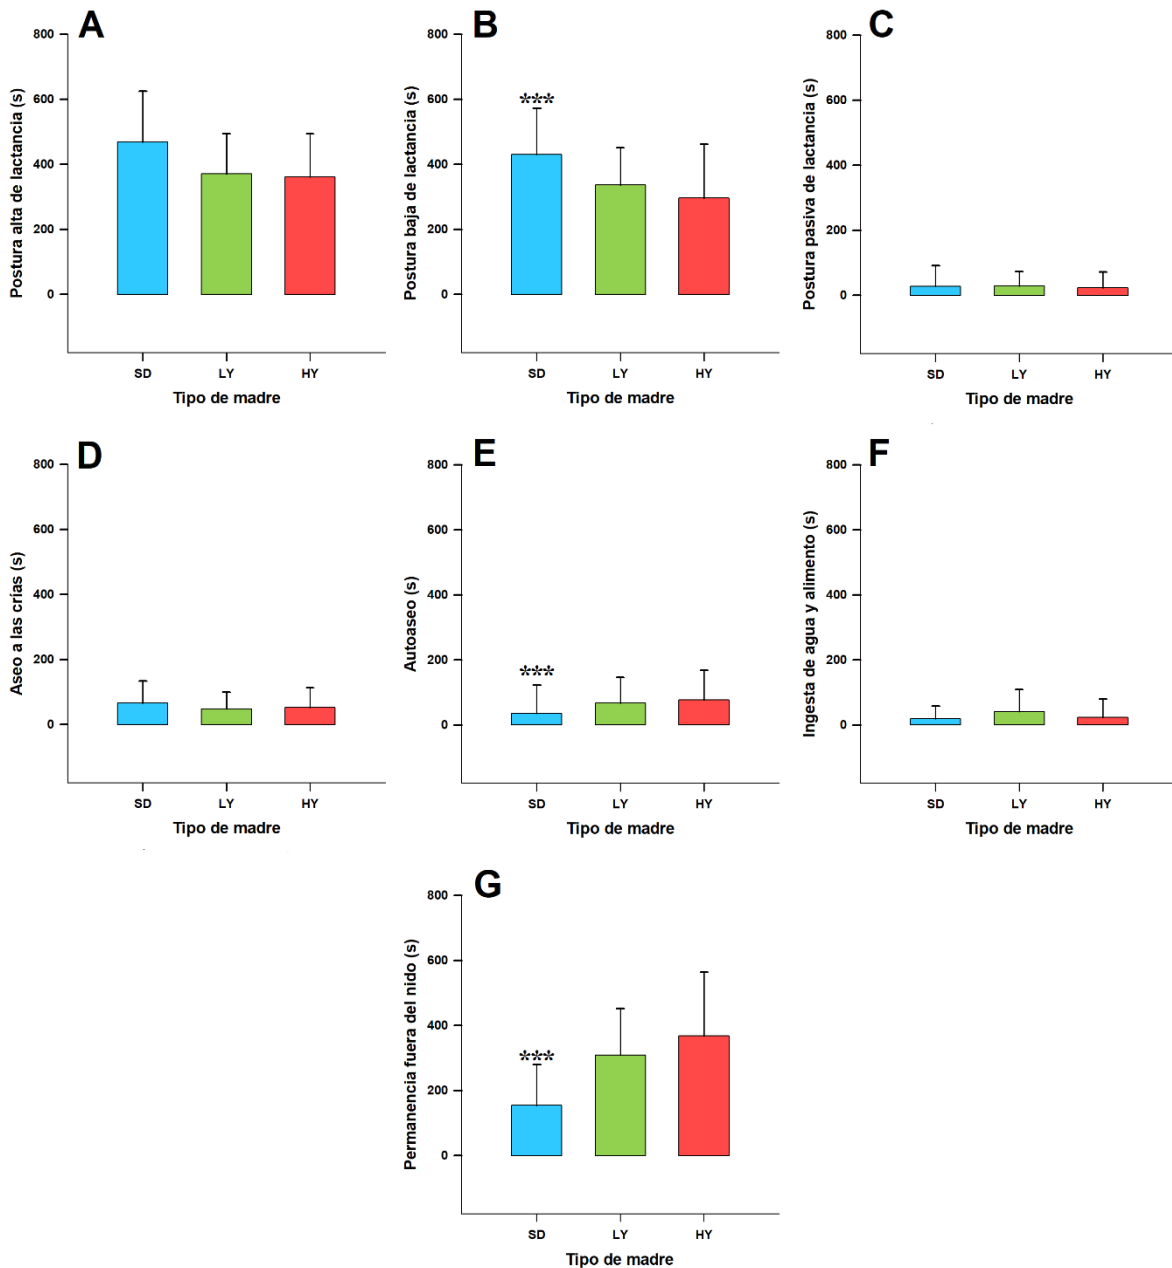 A
800
600
400
200
0
Postura alta de lactancia (s)
SD LY HY
Tipo de madre
B
800
600
400
200
0
Postura baja de lactancia (s)
***
SD LY HY
Tipo de madre
C
800
600
400
200
0
Postura pasiva de lactancia (s)
SD LY HY
Tipo de madre
D
800
600
400
200
0
Aseo a las crías (s)
SD LY HY
Tipo de madre
E
800
600
400
200
0
Autoaseo (s)
***
SD LY HY
Tipo de madre
F
800
600
400
200
0
Ingesta de agua y alimento (s)
SD LY HY
Tipo de madre
G
800
600
400
200
0
Permanencia fuera del nido (s)
***
SD LY HY
Tipo de madre